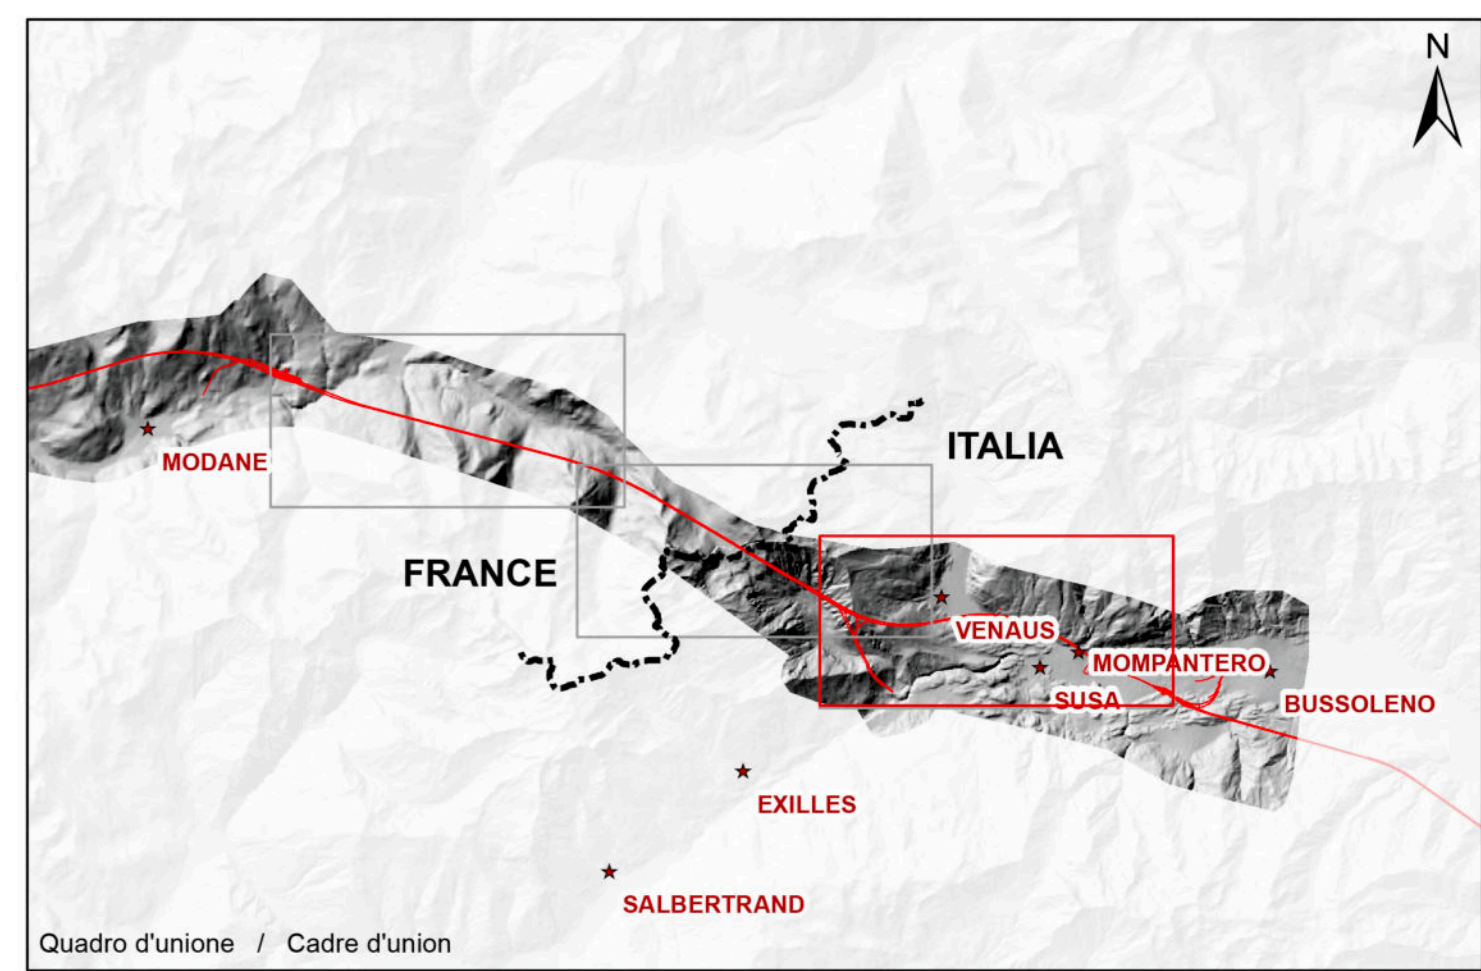 N
ITALIA
MODANE
FRANCE
VENAUS
MOMPANTERO
SUSA
BUSSOLENO
EXILLES
SALBERTRAND
Quadro d'unione / Cadre d'union